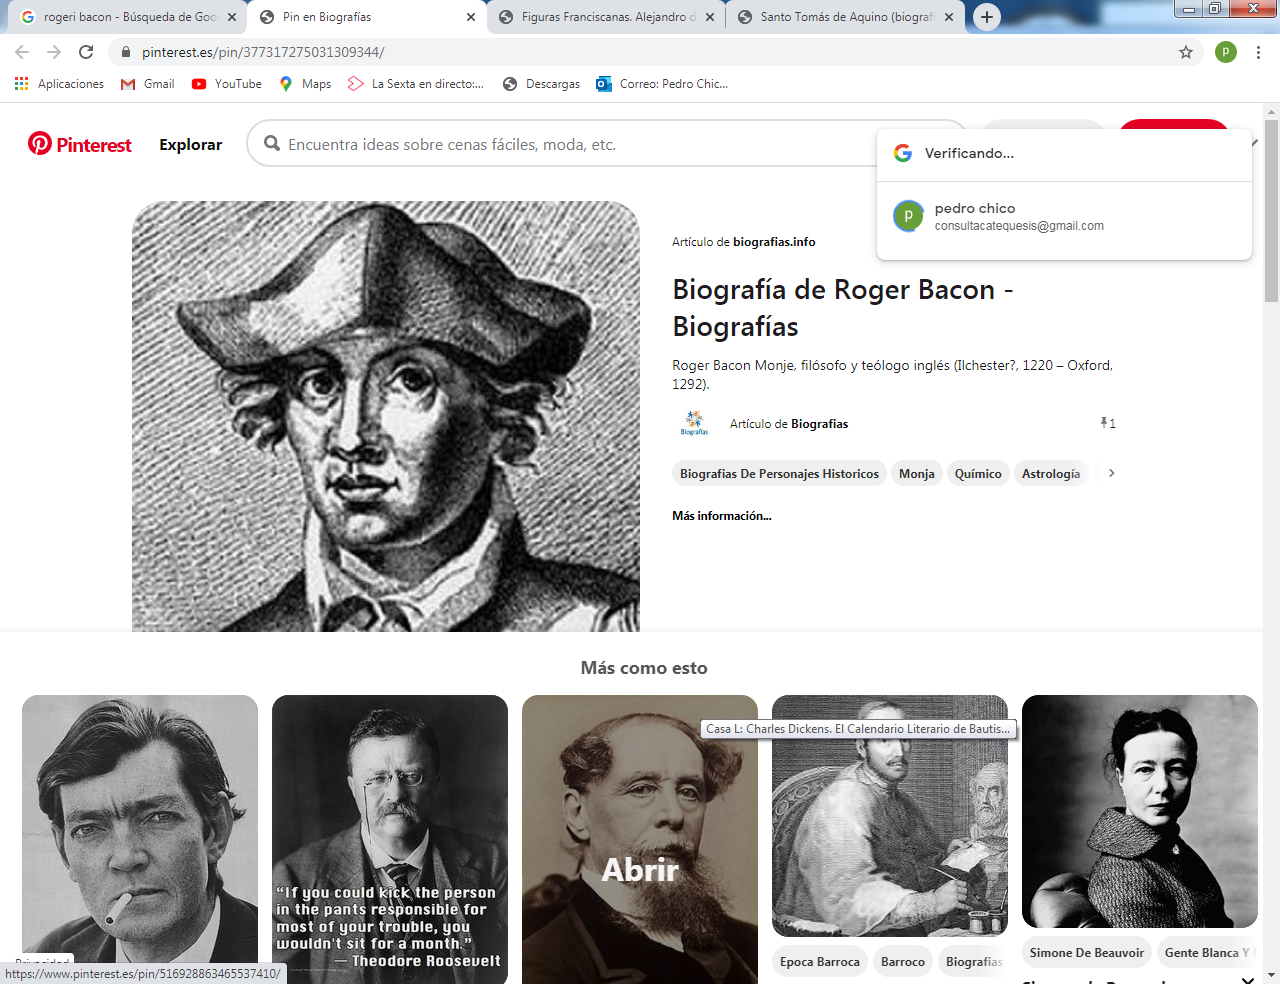 rogeri bacon - Búsqueda de Goo
Pin en Biografías
Figuras Franciscanas. Alejandro d
Santo Tomás de Aquino (biografí
pinterest.es/pin/377317275031309344/
p
Aplicaciones
Gmail
YouTube
Maps
La Sexta en directo:...
Descargas
Correo: Pedro Chic...
Pinterest
Explorar
Encuentra ideas sobre cenas fáciles, moda, etc.
Verificando...
p
pedro chico
consultacatequesis@gmail.com
Artículo de biografias.info
Biografía de Roger Bacon -
Biografías
Roger Bacon Monje, filósofo y teólogo inglés (Ilchester?, 1220 – Oxford,
1292).
Biografías
Artículo de Biografias
1
Biografias De Personajes Historicos
Monja
Químico
Astrología
Más información...
Más como esto
Casa L: Charles Dickens. El Calendario Literario de Bautis...
Abrir
“If you could kick the person
in the pants responsible for
most of your trouble, you
wouldn't sit for a month.”
— Theodore Roosevelt
Epoca Barroca
Barroco
Biografias
Simone De Beauvoir
Gente Blanca Y
Privacidad
https://www.pinterest.es/pin/516928863465537410/